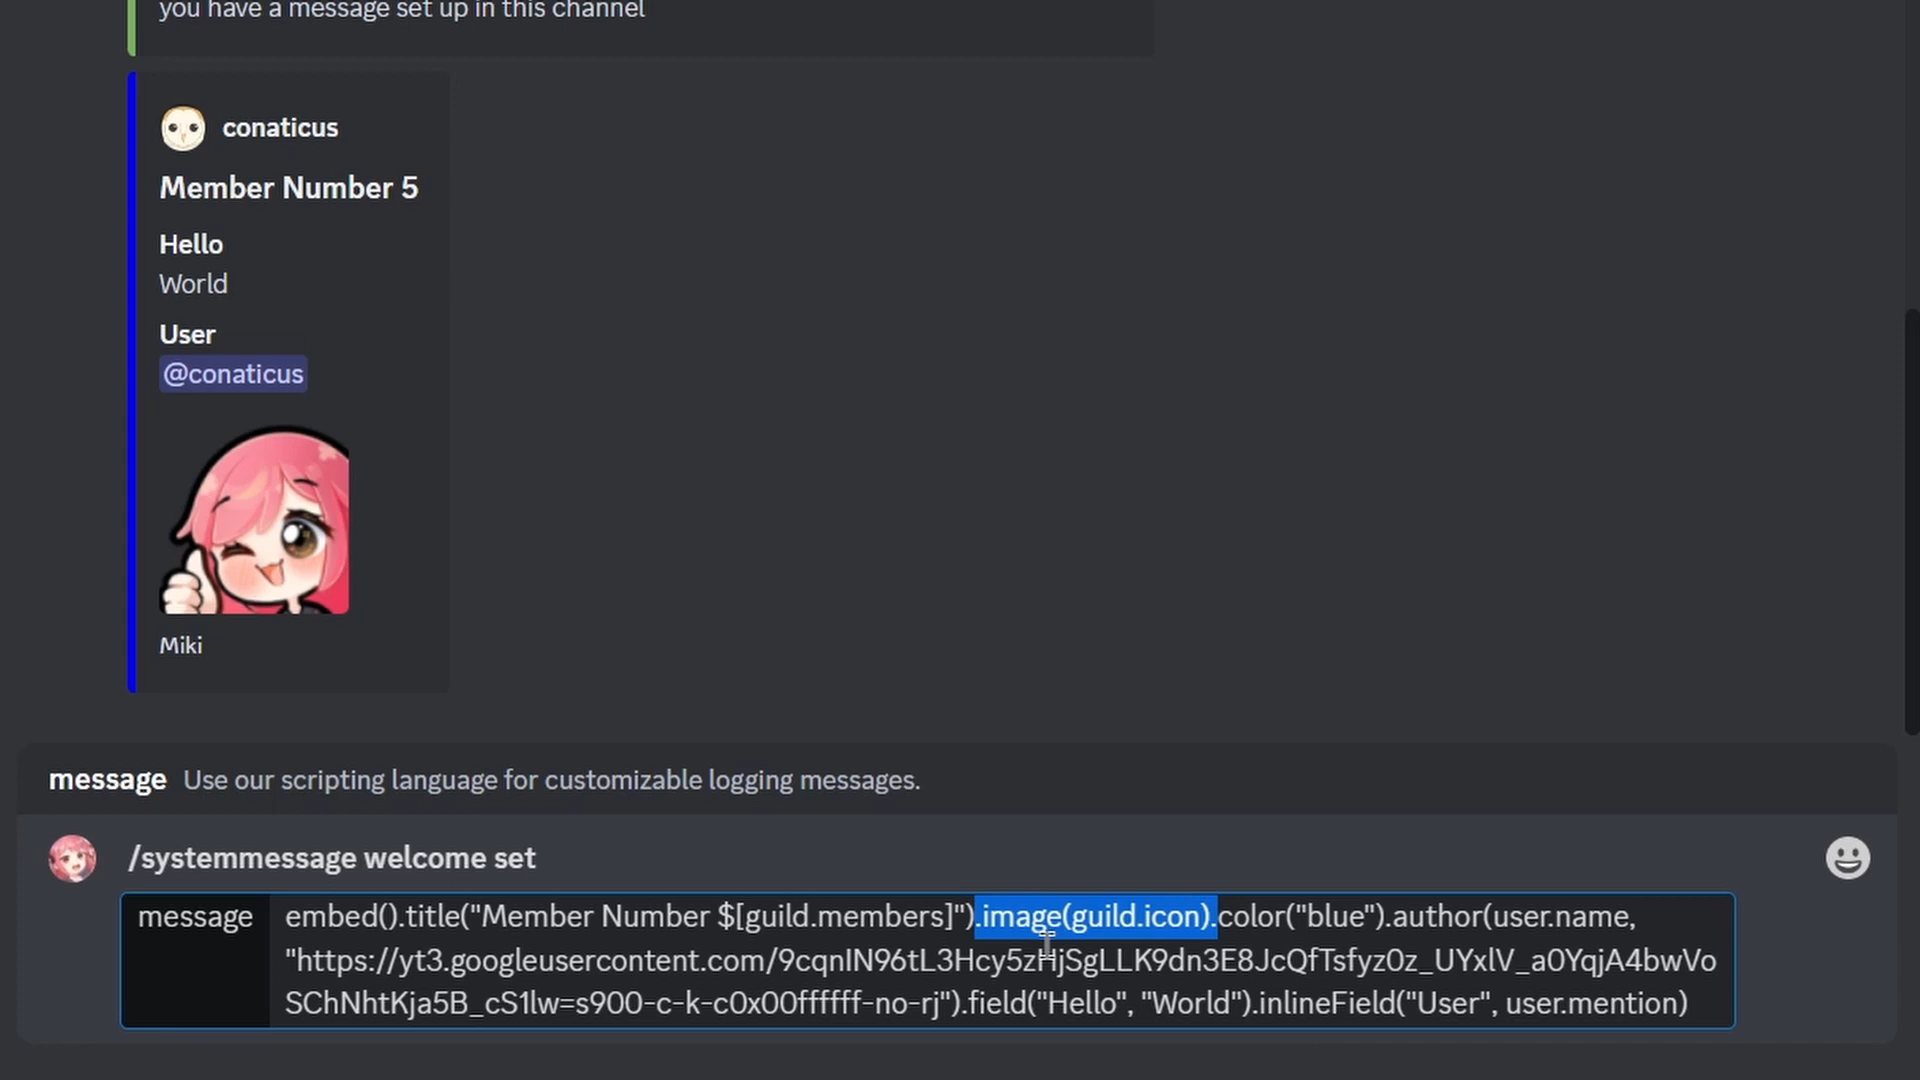 you have a message set up in this channel
conaticus
Member Number 5
Hello
World
User
@conaticus
Miki
message Use our scripting language for customizable logging messages.
/systemmessage welcome set
message embed().title("Member Number $[guild.members]").image(guild.icon).color("blue").author(user.name,
"https://yt3.googleusercontent.com/9cqnIN96tL3Hcy5zHjSgLLK9dn3E8JcQfTsfyz0z_UYxlV_a0YqjA4bwVo
SChNhtKja5B_cS1lw=s900-c-k-c0x00ffffff-no-rj").field("Hello", "World").inlineField("User", user.mention)